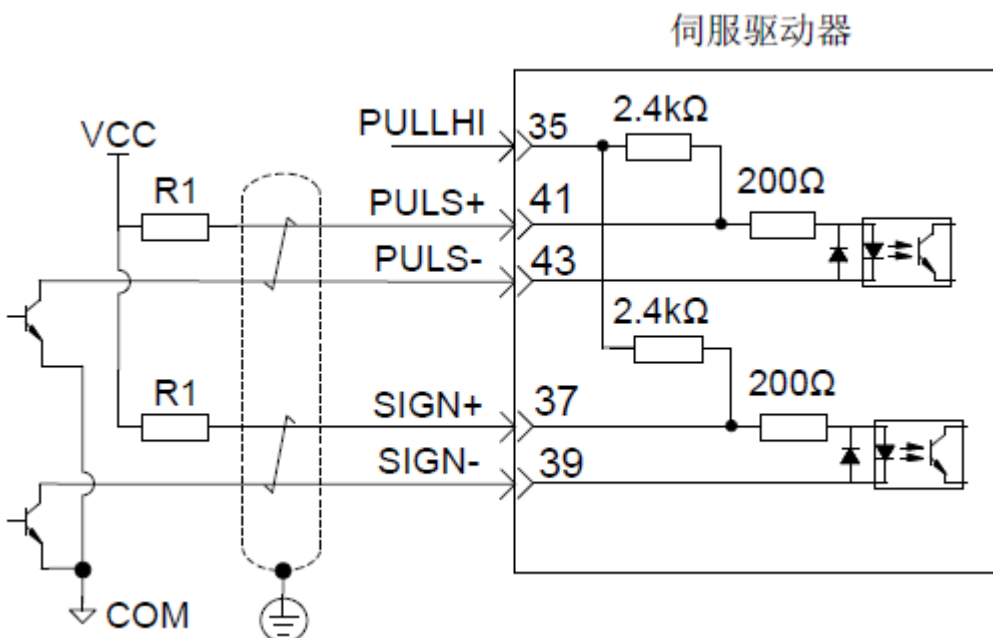 伺服驱动器
2.4kΩ
PULLHI 35
VCC
200Ω
R1 PULS+ 41
PULS- 43
2.4kΩ
200Ω
R1 SIGN+ 37
SIGN- 39
COM